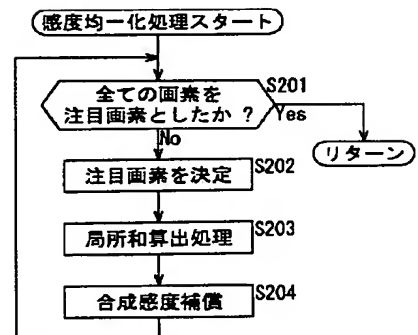 感度均一化処理スタート
S201
全ての画素を
注目画素としたか ?
Yes
No
リターン
S202
注目画素を決定
S203
局所和算出処理
S204
合成感度補償